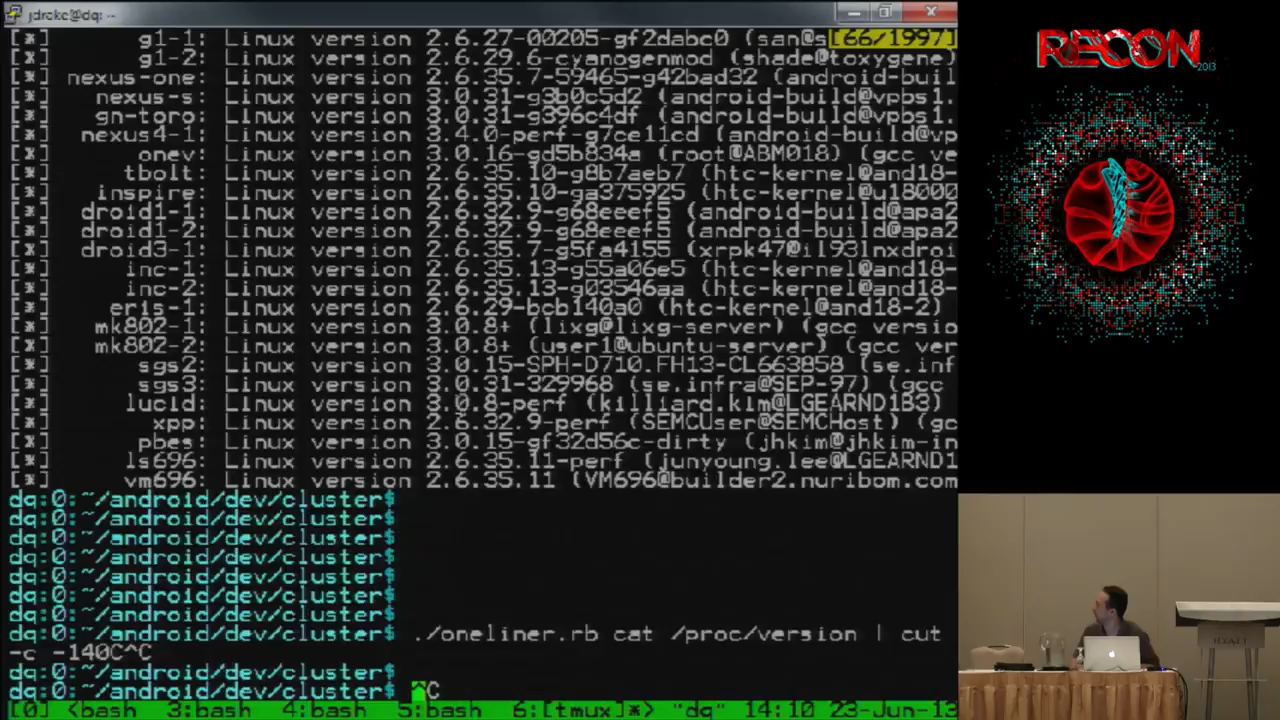 jdrake@dq: ~
[*] g1-1: Linux version 2.6.27-00205-gf2dabc0 (san@s[66/1997]
[*] g1-2: Linux version 2.6.29.6-cyanogenmod (shade@toxygene)
[*] nexus-one: Linux version 2.6.35.7-59465-g42bad32 (android-buil
[*] nexus-s: Linux version 3.0.31-g3b0c5d2 (android-build@vpbs1.
[*] gn-toro: Linux version 3.0.31-g396c4df (android-build@vpbs1.
[*] nexus4-1: Linux version 3.4.0-perf-g7ce11cd (android-build@vp
[*] onev: Linux version 3.0.16-gd5b834a (root@ABM018) (gcc ve
[*] tbolt: Linux version 2.6.35.10-g8b7aeb7 (htc-kernel@and18-
[*] inspire: Linux version 2.6.35.10-ga375925 (htc-kernel@u18000
[*] droid1-1: Linux version 2.6.32.9-g68eeef5 (android-build@apa2
[*] droid1-2: Linux version 2.6.32.9-g68eeef5 (android-build@apa2
[*] droid3-1: Linux version 2.6.35.7-g5fa4155 (xrpk47@il93lnxdroi
[*] inc-1: Linux version 2.6.35.13-g55a06e5 (htc-kernel@and18-
[*] inc-2: Linux version 2.6.35.13-g03546aa (htc-kernel@and18-
[*] eris-1: Linux version 2.6.29-bcb140a0 (htc-kernel@and18-2)
[*] mk802-1: Linux version 3.0.8+ (lixg@lixg-server) (gcc versio
[*] mk802-2: Linux version 3.0.8+ (user1@ubuntu-server) (gcc ver
[*] sgs2: Linux version 3.0.15-SPH-D710.FH13-CL663858 (se.inf
[*] sgs3: Linux version 3.0.31-329968 (se.infra@SEP-97) (gcc
[*] lucid: Linux version 3.0.8-perf (killiard.kim@LGEARND1B3)
[*] xpp: Linux version 2.6.32.9-perf (SEMCUser@SEMCHost) (gc
[*] pbes: Linux version 3.0.15-gf32d56c-dirty (jhkim@jhkim-in
[*] ls696: Linux version 2.6.35.11-perf (junyoung.lee@LGEARND1
[*] vm696: Linux version 2.6.35.11 (VM696@builder2.nuribom.com
dq:0:~/android/dev/cluster$
dq:0:~/android/dev/cluster$
dq:0:~/android/dev/cluster$
dq:0:~/android/dev/cluster$
dq:0:~/android/dev/cluster$
dq:0:~/android/dev/cluster$
dq:0:~/android/dev/cluster$
dq:0:~/android/dev/cluster$ ./oneliner.rb cat /proc/version | cut
-c -140C^C
dq:0:~/android/dev/cluster$
dq:0:~/android/dev/cluster$ ^C
[0] <bash 3:bash 4:bash 5:bash 6:[tmux]*> "dq" 14:10 23-Jun-13
RECON
2013
HYATT